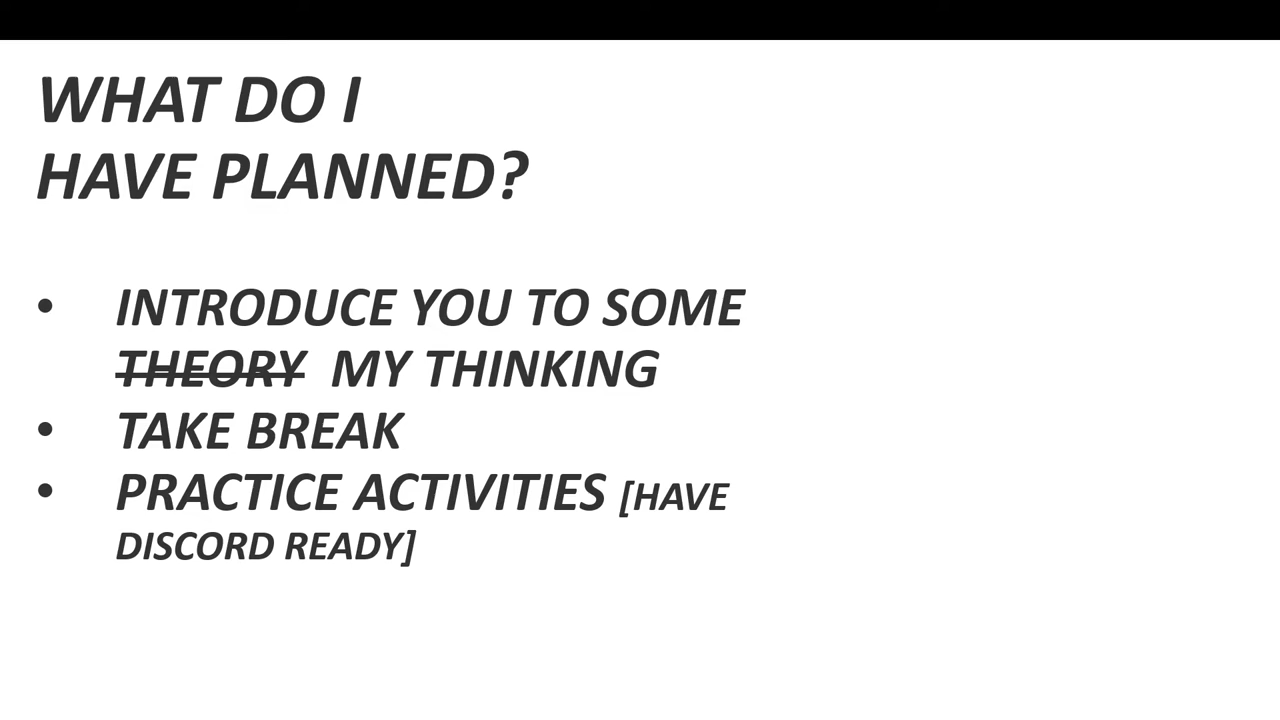 WHAT DO I
HAVE PLANNED?
• INTRODUCE YOU TO SOME
THEORY MY THINKING
• TAKE BREAK
• PRACTICE ACTIVITIES [HAVE
DISCORD READY]